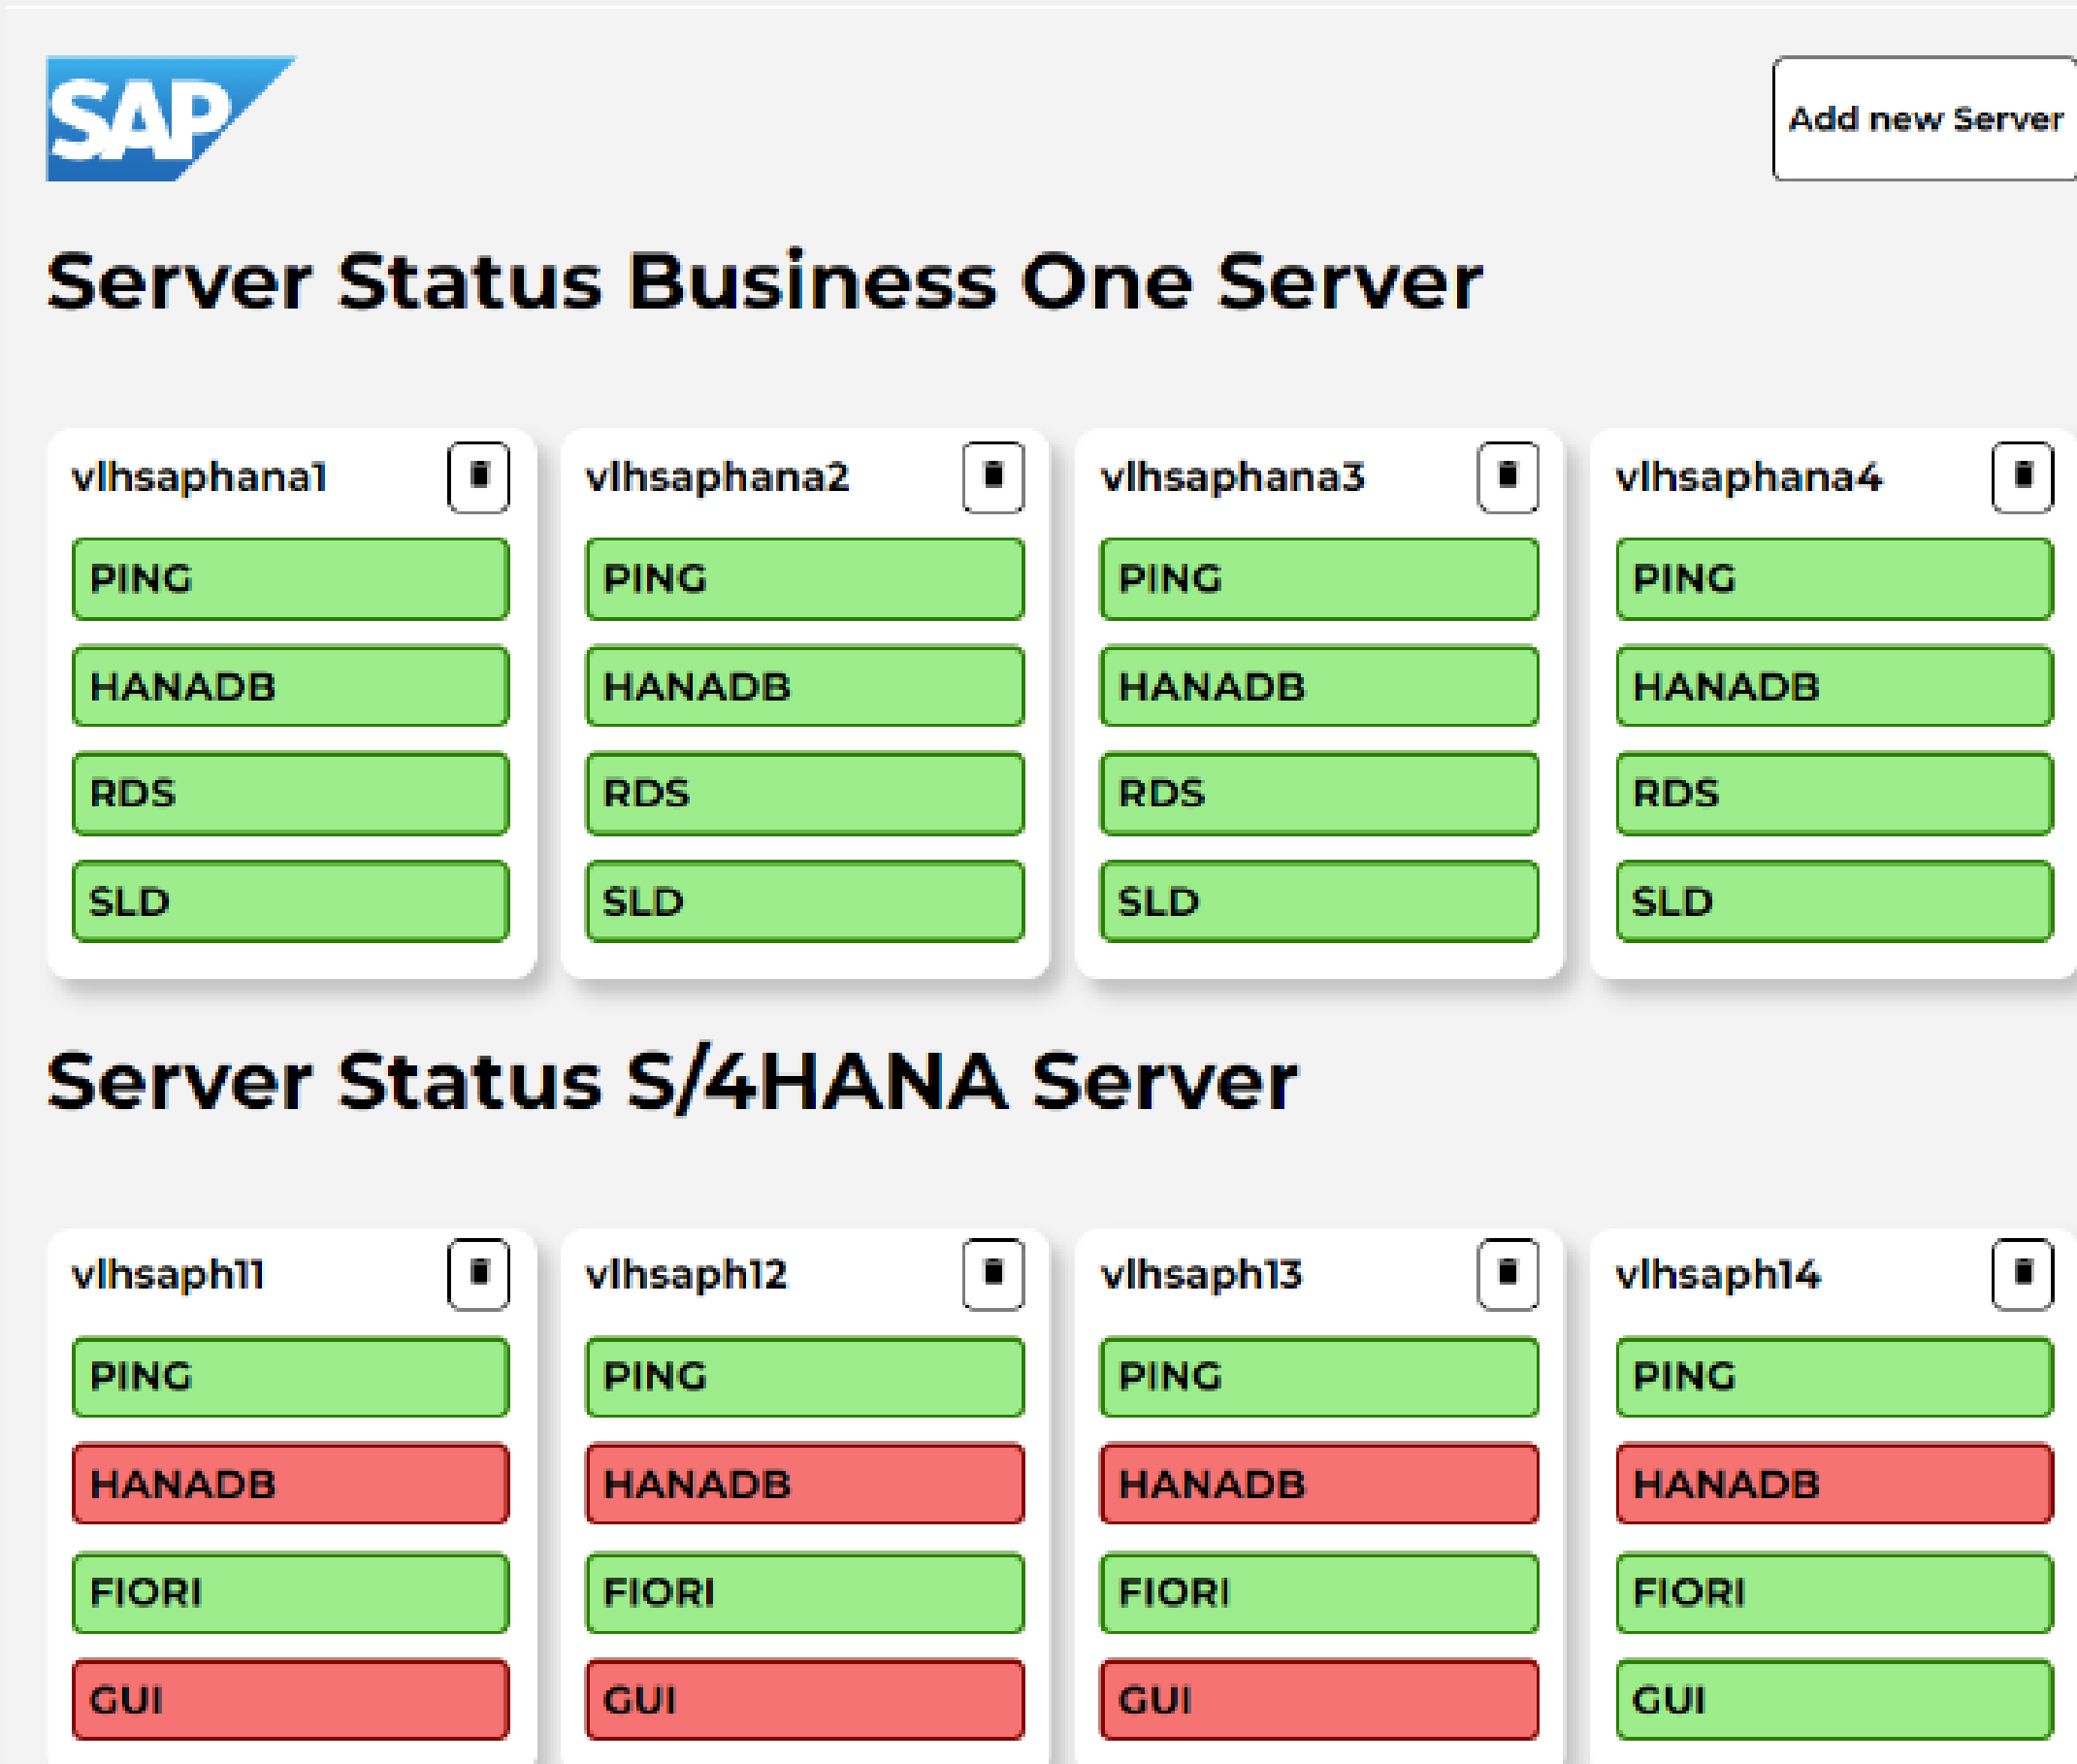 SAP
Add new Server
Server Status Business One Server
vlhsaphana1 vlhsaphana2 vlhsaphana3 vlhsaphana4
PING PING PING PING
HANADB HANADB HANADB HANADB
RDS RDS RDS RDS
SLD SLD SLD SLD
Server Status S/4HANA Server
vlhsaph11 vlhsaph12 vlhsaph13 vlhsaph14
PING PING PING PING
HANADB HANADB HANADB HANADB
FIORI FIORI FIORI FIORI
GUI GUI GUI GUI